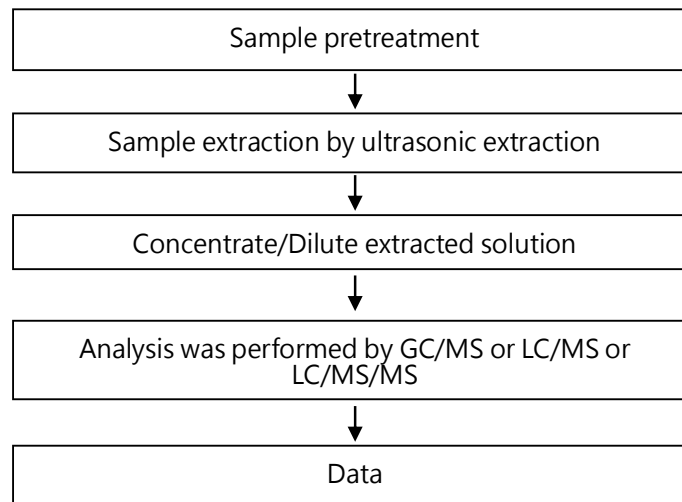 Sample pretreatment
Sample extraction by ultrasonic extraction
Concentrate/Dilute extracted solution
Analysis was performed by GC/MS or LC/MS or
LC/MS/MS
Data